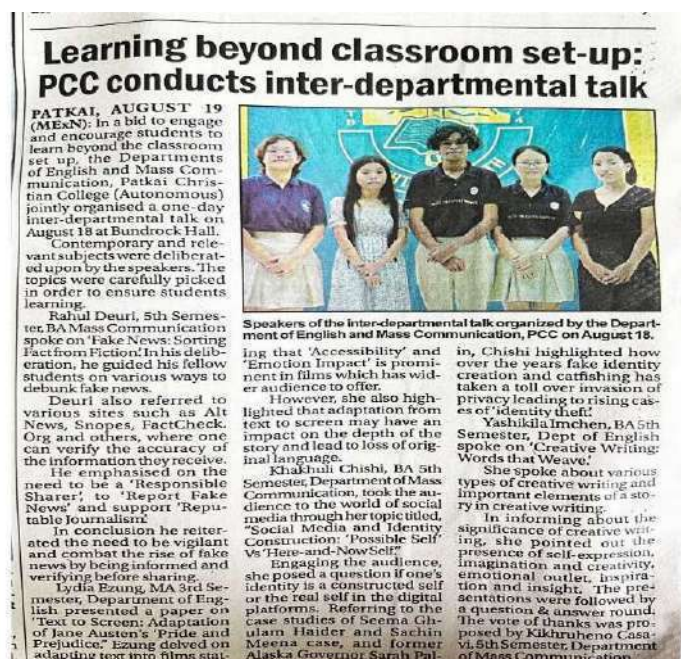 Learning beyond classroom set-up:
PCC conducts inter-departmental talk
PATKAI, AUGUST 19
(MExN): In a bid to engage
and encourage students to
learn beyond the classroom
set up, the Departments
of English and Mass Com-
munication, Patkai Chris-
tian College (Autonomous)
jointly organised a one-day
inter-departmental talk on
August 18 at Bundrock Hall.
Contemporary and rele-
vant subjects were deliberat-
ed upon by the speakers. The
topics were carefully picked
in order to ensure students
learning.
Rahul Deuri, 5th Semes-
ter, BA Mass Communication
spoke on 'Fake News: Sorting
Fact from Fiction.' In his delib-
eration, he guided his fellow
students on various ways to
debunk fake news.
Deuri also referred to
various sites such as Alt
News, Snopes, FactCheck.
Org and others, where one
can verify the accuracy of
the information they receive.
He emphasised on the
need to be a 'Responsible
Sharer', to 'Report Fake
News' and support 'Repu-
table Journalism.'
In conclusion he reiter-
ated the need to be vigilant
and combat the rise of fake
news by being informed and
verifying before sharing.
Lydia Ezung, MA 3rd Se-
mester, Department of Eng-
lish presented a paper on
'Text to Screen: Adaptation
of Jane Austen's 'Pride and
Prejudice.'' Ezung delved on
adapting text into films stat-
Speakers of the inter-departmental talk organized by the Depart-
ment of English and Mass Communication, PCC on August 18.
ing that 'Accessibility' and
'Emotion Impact' is promi-
nent in films which has wid-
er audience to offer.
However, she also high-
lighted that adaptation from
text to screen may have an
impact on the depth of the
story and lead to loss of orig-
inal language.
Khakhuli Chishi, BA 5th
Semester, Department of Mass
Communication, took the au-
dience to the world of social
media through her topic titled,
"Social Media and Identity
Construction: 'Possible Self'
Vs 'Here-and-Now Self.'"
Engaging the audience,
she posed a question if one's
identity is a constructed self
or the real self in the digital
platforms. Referring to the
case studies of Seema Gh-
ulam Haider and Sachin
Meena case, and former
Alaska Governor Sarah Pal-
in, Chishi highlighted how
over the years fake identity
creation and catfishing has
taken a toll over invasion of
privacy leading to rising cas-
es of 'identity theft.'
Yashikila Imchen, BA 5th
Semester, Dept of English
spoke on 'Creative Writing:
Words that Weave.'
She spoke about various
types of creative writing and
important elements of a sto-
ry in creative writing.
In informing about the
significance of creative writ-
ing, she pointed out the
presence of self-expression,
imagination and creativity,
emotional outlet, inspira-
tion and insight. The pre-
sentations were followed by
a question & answer round.
The vote of thanks was pro-
posed by Kikhruheno Casa-
vi, 5th Semester, Department
of Mass Communication.